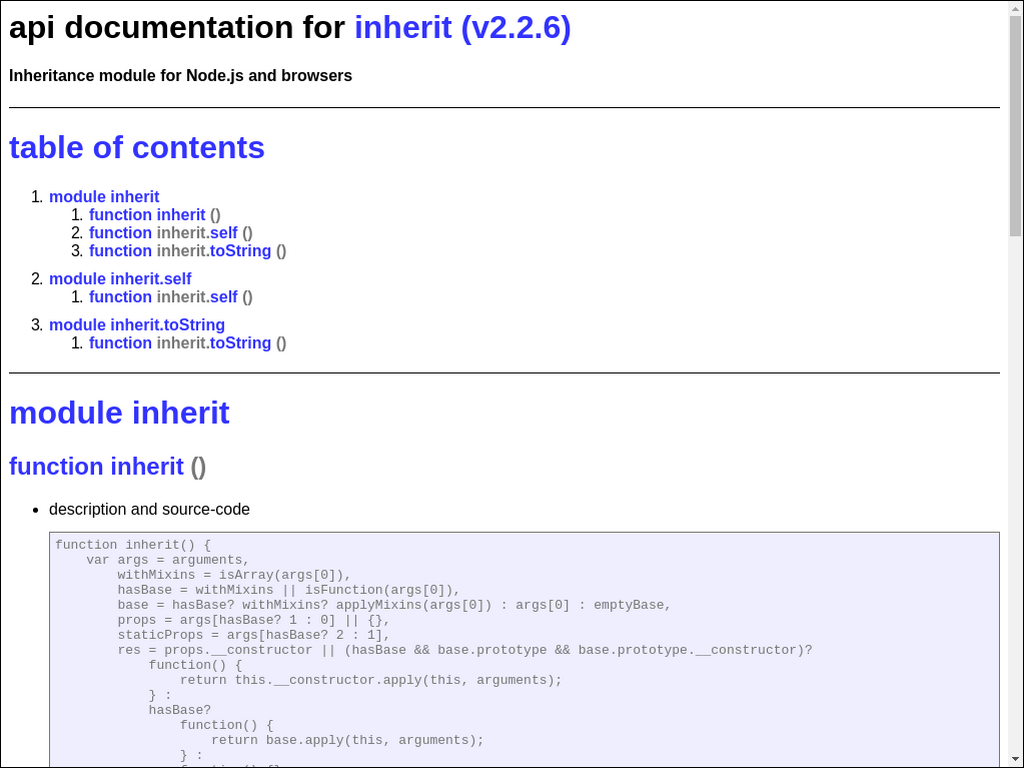 api documentation for inherit (v2.2.6)
Inheritance module for Node.js and browsers
table of contents
1. module inherit
1. function inherit ()
2. function inherit.self ()
3. function inherit.toString ()
2. module inherit.self
1. function inherit.self ()
3. module inherit.toString
1. function inherit.toString ()
module inherit
function inherit ()
• description and source-code
function inherit() {
    var args = arguments,
        withMixins = isArray(args[0]),
        hasBase = withMixins || isFunction(args[0]),
        base = hasBase? withMixins? applyMixins(args[0]) : args[0] : emptyBase,
        props = args[hasBase? 1 : 0] || {},
        staticProps = args[hasBase? 2 : 1],
        res = props.__constructor || (hasBase && base.prototype && base.prototype.__constructor)?
            function() {
                return this.__constructor.apply(this, arguments);
            } :
            hasBase?
                function() {
                    return base.apply(this, arguments);
                } :
                function() {}